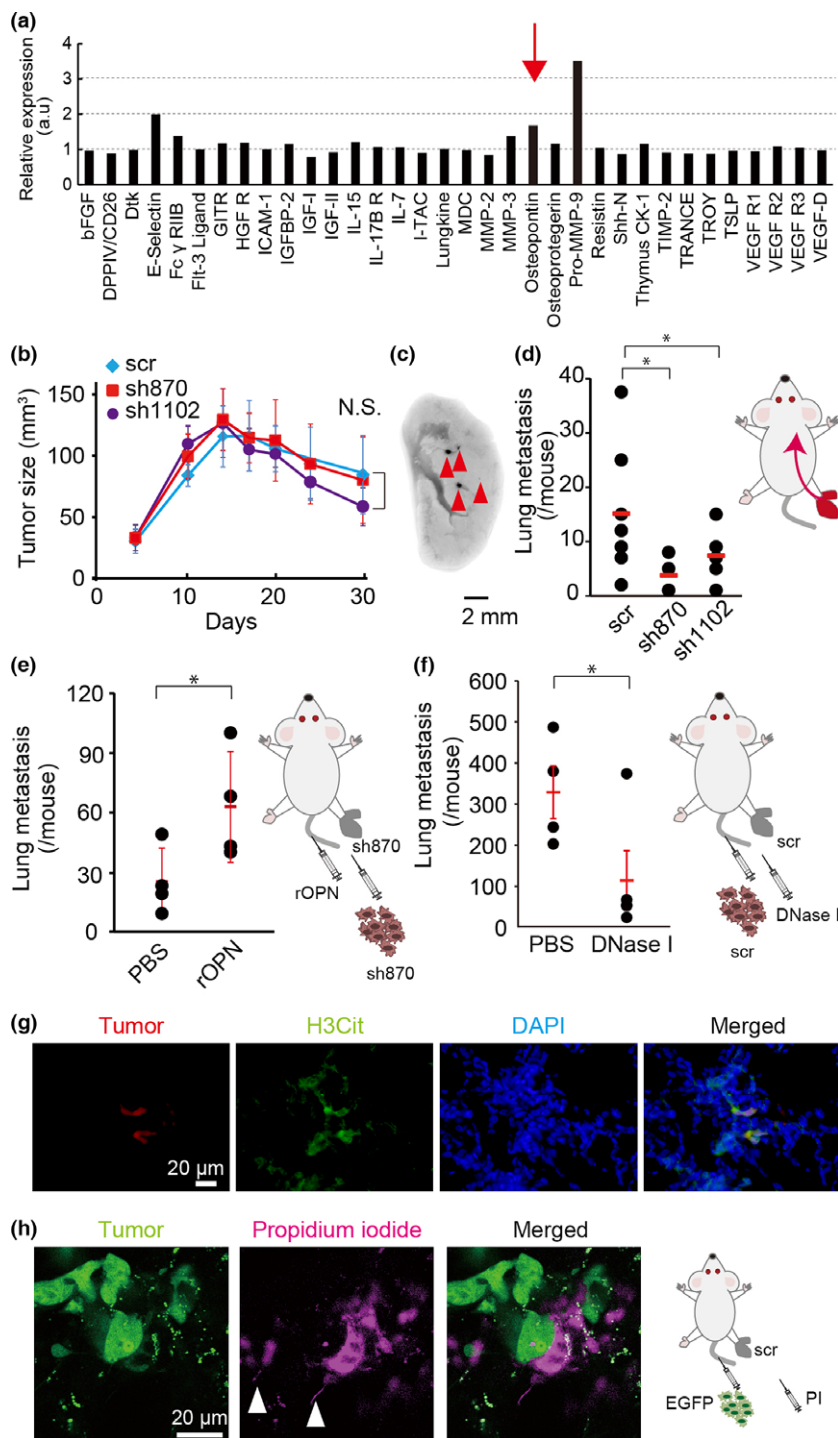 (a)
Relative expression
(a.u)
4
3
2
1
0
bFGF
DPPIV/CD26
Dtk
E-Selectin
Fc γ RIIB
Flt-3 Ligand
GITR
HGF R
ICAM-1
IGFBP-2
IGF-I
IGF-II
IL-15
IL-17B R
IL-7
I-TAC
Lungkine
MDC
MMP-2
MMP-3
Osteopontin
Osteoprotegerin
Pro-MMP-9
Resistin
Shh-N
Thymus CK-1
TIMP-2
TRANCE
TROY
TSLP
VEGF R1
VEGF R2
VEGF R3
VEGF-D
(b)
scr
sh870
sh1102
N.S.
Tumor size (mm³)
150
100
50
0
0 10 20 30
Days
(c)
2 mm
(d)
* 
*
Lung metastasis
(/mouse)
40
30
20
10
0
scr
sh870
sh1102
(e)
*
Lung metastasis
(/mouse)
120
90
60
30
0
PBS
rOPN
sh870
rOPN
sh870
(f)
*
Lung metastasis
(/mouse)
600
500
400
300
200
100
0
PBS DNase I
scr
DNase I
scr
(g)
Tumor H3Cit DAPI Merged
20 µm
(h)
Tumor Propidium iodide Merged
20 µm
scr
EGFP
PI